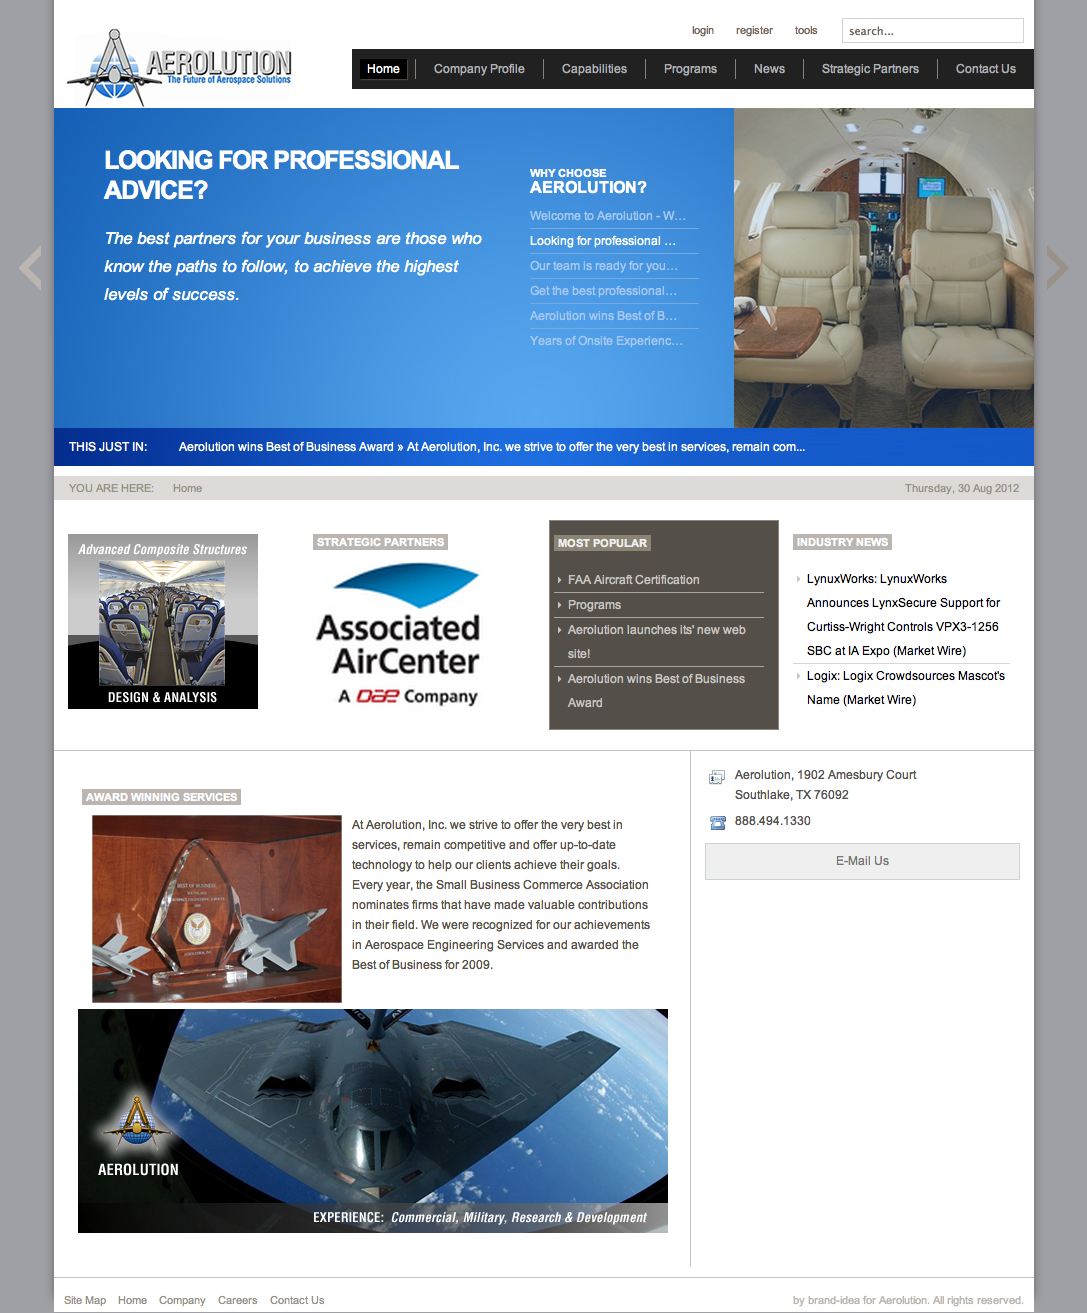 login register tools search...
AEROLUTION
The Future of Aerospace Solutions
Home Company Profile Capabilities Programs News Strategic Partners Contact Us
LOOKING FOR PROFESSIONAL
ADVICE?
The best partners for your business are those who
know the paths to follow, to achieve the highest
levels of success.
WHY CHOOSE
AEROLUTION?
Welcome to Aerolution - W...
Looking for professional ...
Our team is ready for you...
Get the best professional...
Aerolution wins Best of B...
Years of Onsite Experienc...
THIS JUST IN: Aerolution wins Best of Business Award » At Aerolution, Inc. we strive to offer the very best in services, remain com...
YOU ARE HERE: Home Thursday, 30 Aug 2012
Advanced Composite Structures
DESIGN & ANALYSIS
STRATEGIC PARTNERS
Associated
AirCenter
A DAE Company
MOST POPULAR
FAA Aircraft Certification
Programs
Aerolution launches its' new web
site!
Aerolution wins Best of Business
Award
INDUSTRY NEWS
LynuxWorks: LynuxWorks
Announces LynxSecure Support for
Curtiss-Wright Controls VPX3-1256
SBC at IA Expo (Market Wire)
Logix: Logix Crowdsources Mascot's
Name (Market Wire)
AWARD WINNING SERVICES
BEST OF BUSINESS
At Aerolution, Inc. we strive to offer the very best in
services, remain competitive and offer up-to-date
technology to help our clients achieve their goals.
Every year, the Small Business Commerce Association
nominates firms that have made valuable contributions
in their field. We were recognized for our achievements
in Aerospace Engineering Services and awarded the
Best of Business for 2009.
Aerolution, 1902 Amesbury Court
Southlake, TX 76092
888.494.1330
E-Mail Us
AEROLUTION
EXPERIENCE: Commercial, Military, Research & Development
Site Map Home Company Careers Contact Us
by brand-idea for Aerolution. All rights reserved.